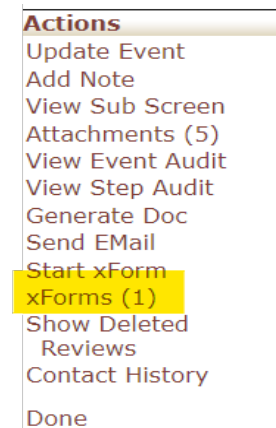 Actions
Update Event
Add Note
View Sub Screen
Attachments (5)
View Event Audit
View Step Audit
Generate Doc
Send EMail
Start xForm
xForms (1)
Show Deleted
Reviews
Contact History
Done